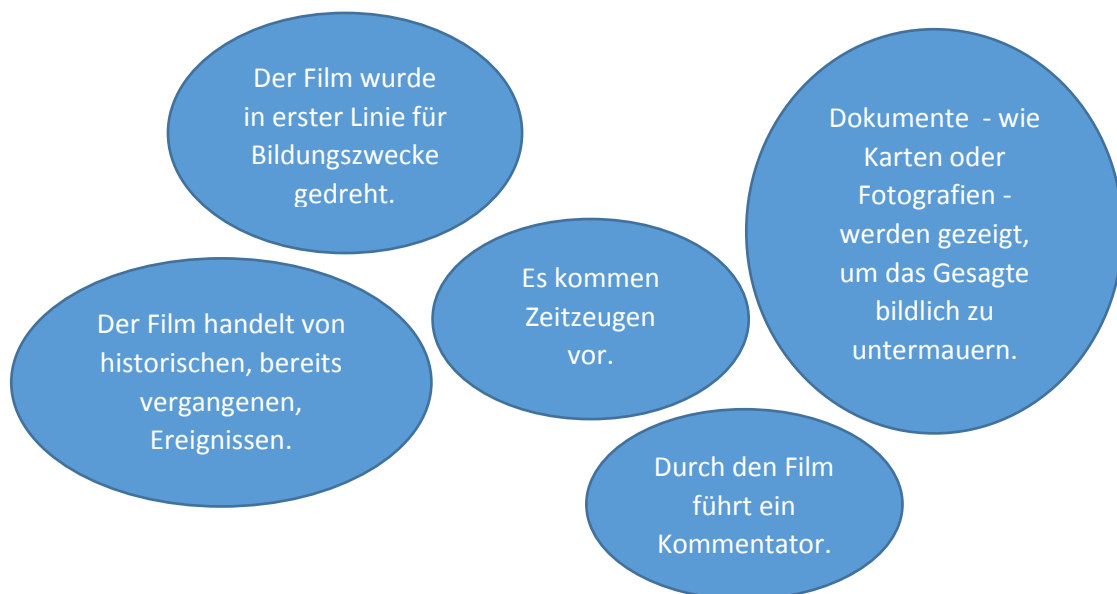 Der Film wurde
in erster Linie für
Bildungszwecke
gedreht.
Dokumente - wie
Karten oder
Fotografien -
werden gezeigt,
um das Gesagte
bildlich zu
untermauern.
Es kommen
Zeitzeugen
vor.
Der Film handelt von
historischen, bereits
vergangenen,
Ereignissen.
Durch den Film
führt ein
Kommentator.